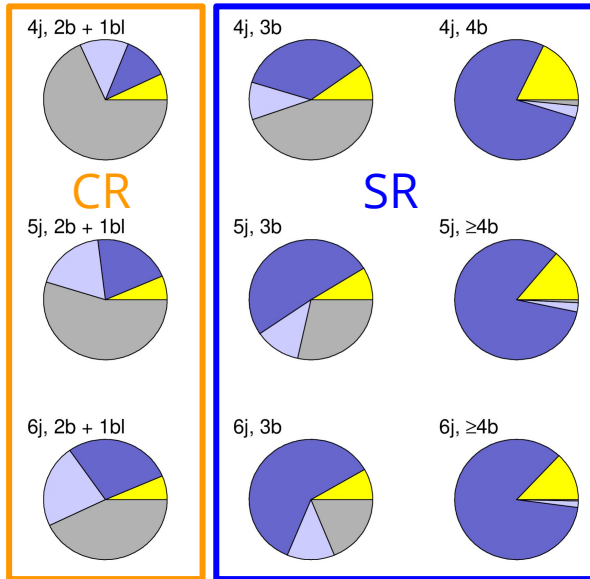 4j, 2b + 1bl
4j, 3b
4j, 4b
CR
SR
5j, 2b + 1bl
5j, 3b
5j, ≥4b
6j, 2b + 1bl
6j, 3b
6j, ≥4b